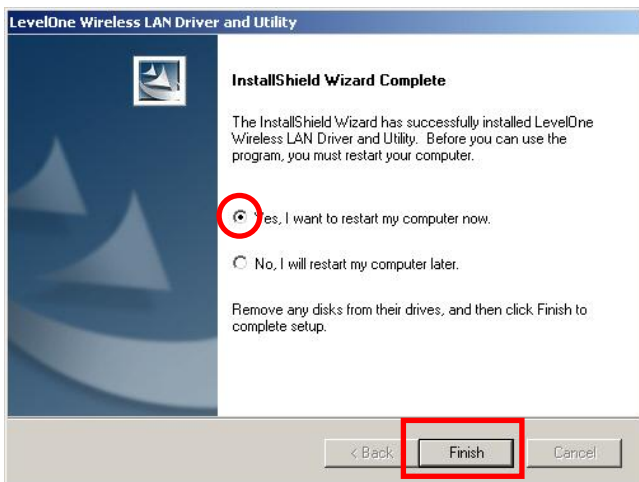 LevelOne Wireless LAN Driver and Utility
InstallShield Wizard Complete
The InstallShield Wizard has successfully installed LevelOne
Wireless LAN Driver and Utility. Before you can use the
program, you must restart your computer.
Yes, I want to restart my computer now.
No, I will restart my computer later.
Remove any disks from their drives, and then click Finish to
complete setup.
< Back Finish Cancel